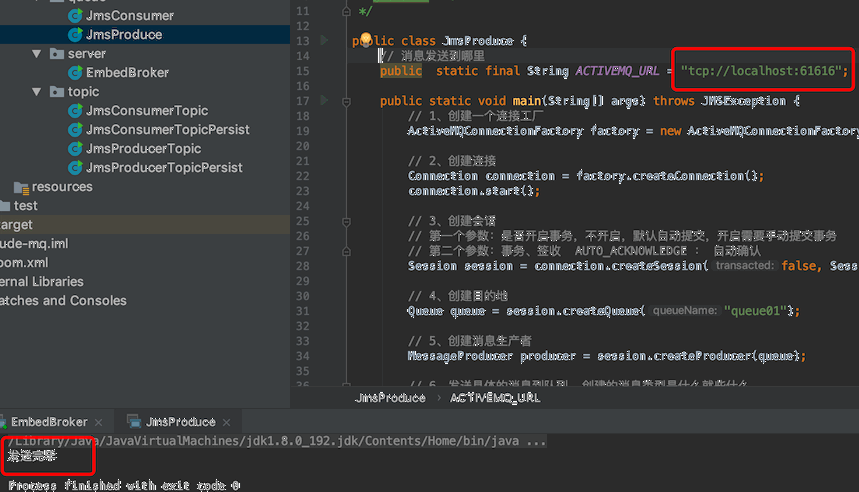 queue
JmsConsumer
JmsProduce
server
EmbedBroker
topic
JmsConsumerTopic
JmsConsumerTopicPersist
JmsProducerTopic
JmsProducerTopicPersist
resources
test
target
ude-mq.iml
pom.xml
ernal Libraries
atches and Consoles
11 */
12
13 public class JmsProduce {
14 // 消息发送到哪里
15 public static final String ACTIVEMQ_URL = "tcp://localhost:61616";
16
17 public static void main(String[] args) throws JMSException {
18 // 1、创建一个连接工厂
19 ActiveMQConnectionFactory factory = new ActiveMQConnectionFactory
20
21 // 2、创建连接
22 Connection connection = factory.createConnection();
23 connection.start();
24
25 // 3、创建会话
26 // 第一个参数：是否开启事务，不开启，默认自动提交，开启需要手动提交事务
27 // 第二个参数：事务、签收 AUTO_ACKNOWLEDGE : 自动确认
28 Session session = connection.createSession( transacted: false, Sess
29
30 // 4、创建目的地
31 Queue queue = session.createQueue( queueName: "queue01");
32
33 // 5、创建消息生产者
34 MessageProducer producer = session.createProducer(queue);
35
36 // 6、发送具体的消息到队列，创建的消息类型是什么就些什么
JmsProduce › ACTIVEMQ_URL
EmbedBroker × JmsProduce ×
/Library/Java/JavaVirtualMachines/jdk1.8.0_192.jdk/Contents/Home/bin/java ...
发送完毕
Process finished with exit code 0